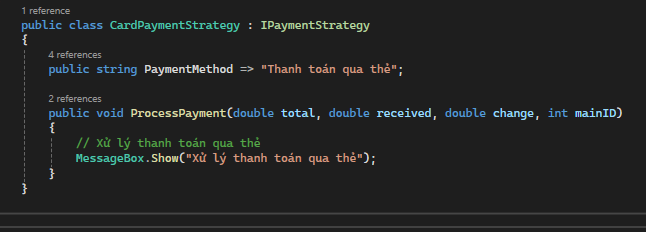 1 reference
public class CardPaymentStrategy : IPaymentStrategy
{
4 references
public string PaymentMethod => "Thanh toán qua thẻ";
2 references
public void ProcessPayment(double total, double received, double change, int mainID)
{
// Xử lý thanh toán qua thẻ
MessageBox.Show("Xử lý thanh toán qua thẻ");
}
}